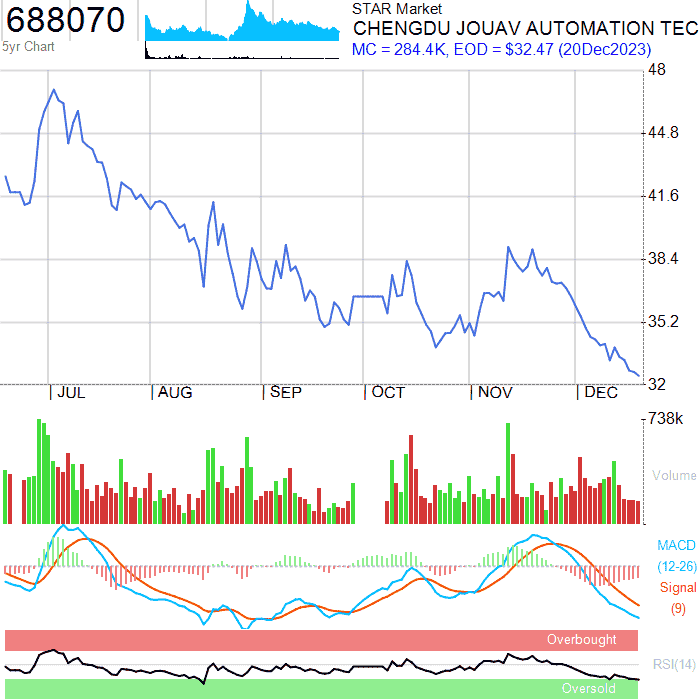 688070
5yr Chart
STAR Market
CHENGDU JOUAV AUTOMATION TEC
MC = 284.4K, EOD = $32.47 (20Dec2023)
48
44.8
41.6
38.4
35.2
32
JUL AUG SEP OCT NOV DEC
738k
Volume
MACD
(12-26)
Signal
(9)
Overbought
RSI(14)
Oversold